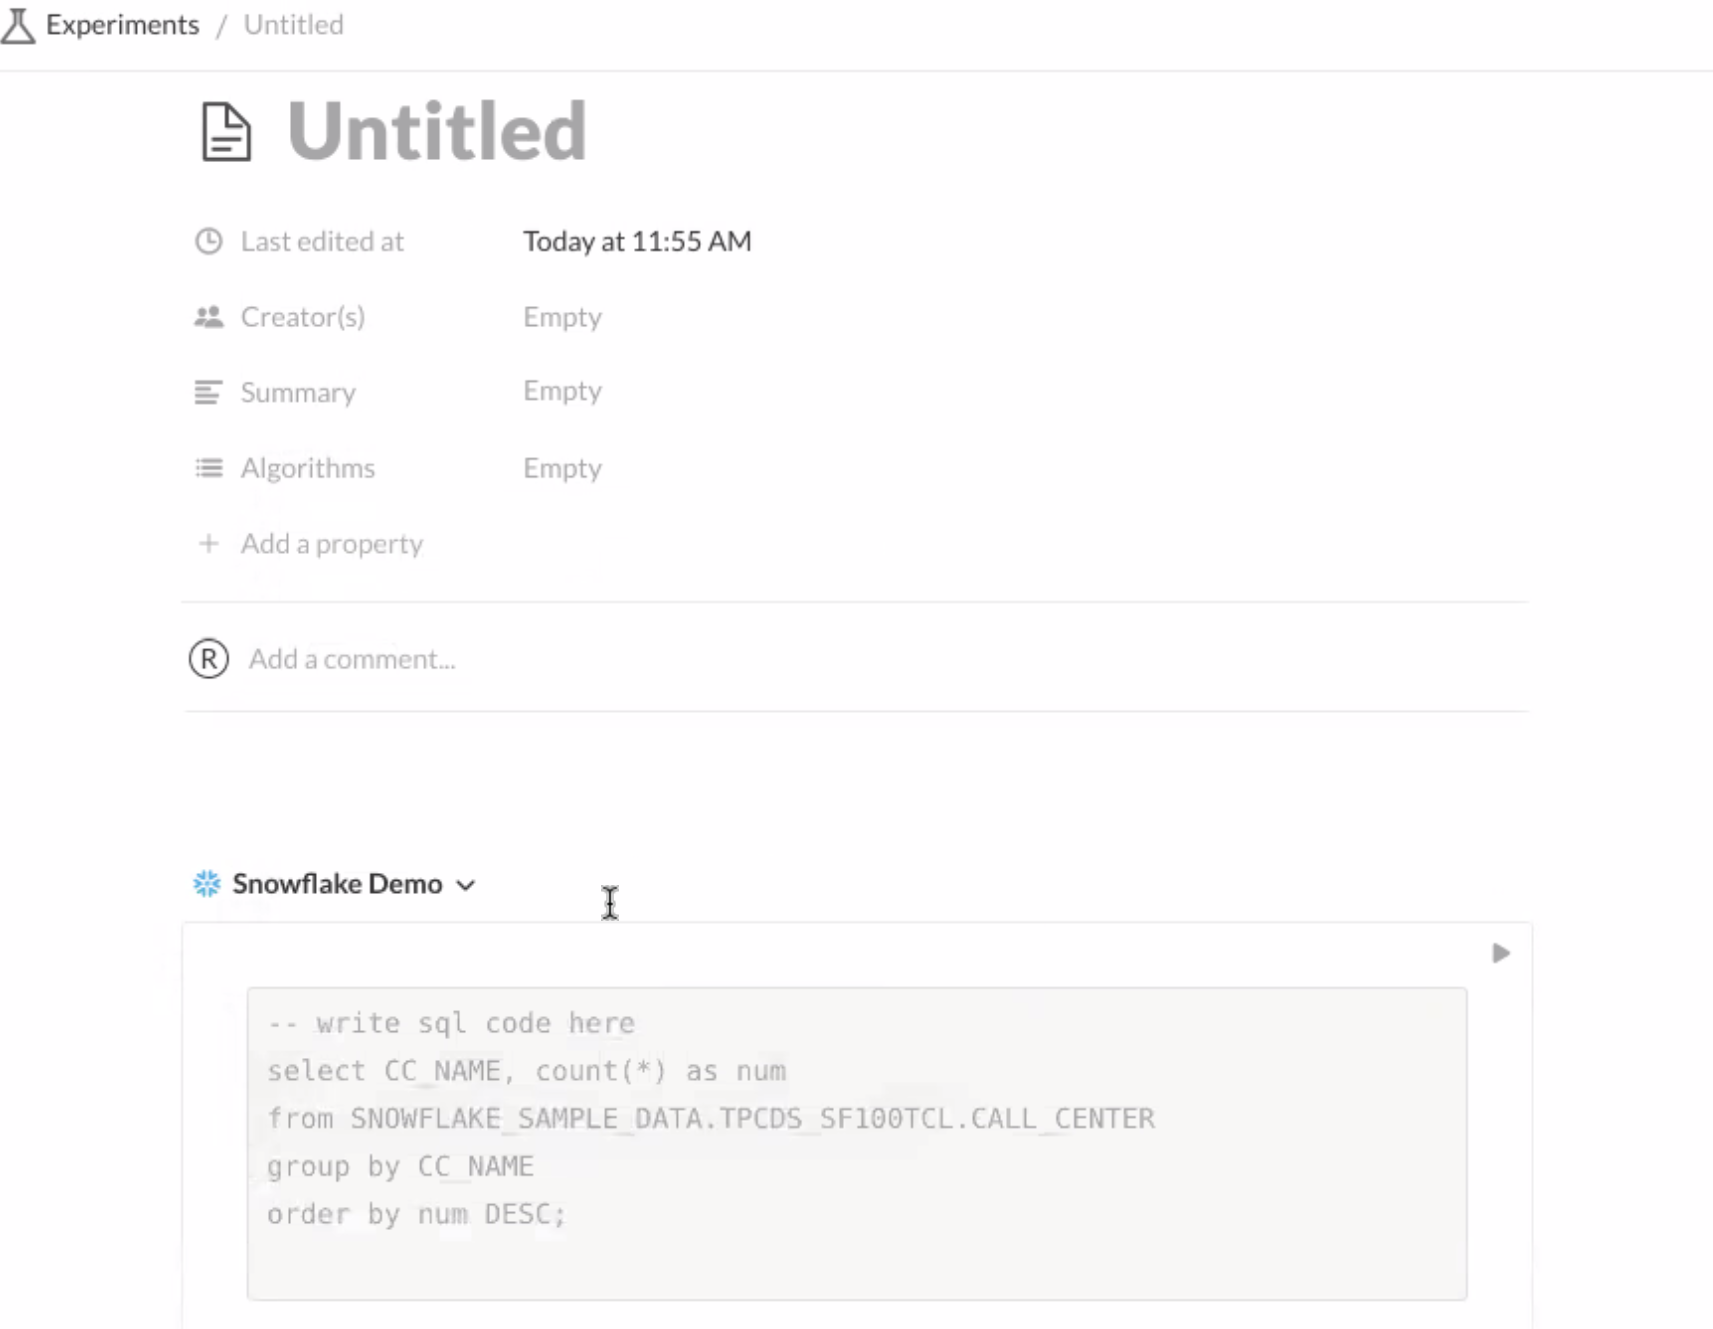 Experiments / Untitled
Untitled
Last edited at Today at 11:55 AM
Creator(s) Empty
Summary Empty
Algorithms Empty
+ Add a property
R Add a comment...
Snowflake Demo
-- write sql code here
select CC_NAME, count(*) as num
from SNOWFLAKE_SAMPLE_DATA.TPCDS_SF100TCL.CALL_CENTER
group by CC_NAME
order by num DESC;